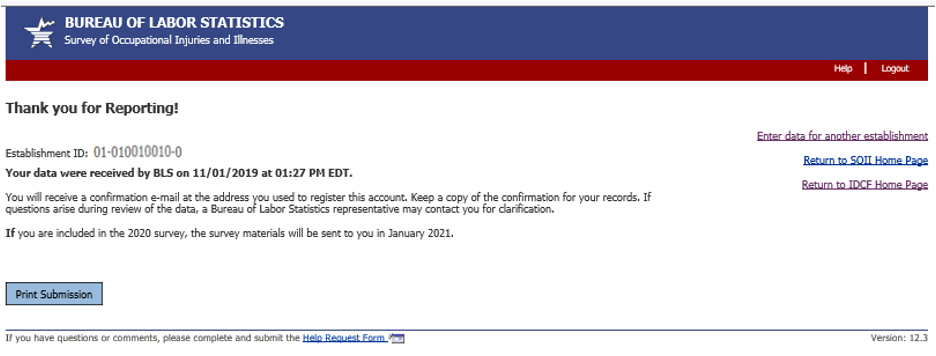 BUREAU OF LABOR STATISTICS
Survey of Occupational Injuries and Illnesses
Help | Logout
Thank you for Reporting!
Enter data for another establishment
Establishment ID: 01-010010010-0
Return to SOII Home Page
Your data were received by BLS on 11/01/2019 at 01:27 PM EDT.
Return to IDCF Home Page
You will receive a confirmation e-mail at the address you used to register this account. Keep a copy of the confirmation for your records. If
questions arise during review of the data, a Bureau of Labor Statistics representative may contact you for clarification.
If you are included in the 2020 survey, the survey materials will be sent to you in January 2021.
Print Submission
If you have questions or comments, please complete and submit the Help Request Form
Version: 12.3